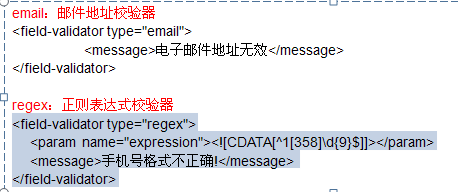 email：邮件地址校验器
<field-validator type="email">
<message>电子邮件地址无效</message>
</field-validator>
regex：正则表达式校验器
<field-validator type="regex">
<param name="expression"><![CDATA[^1[358]\d{9}$]]></param>
<message>手机号格式不正确!</message>
</field-validator>